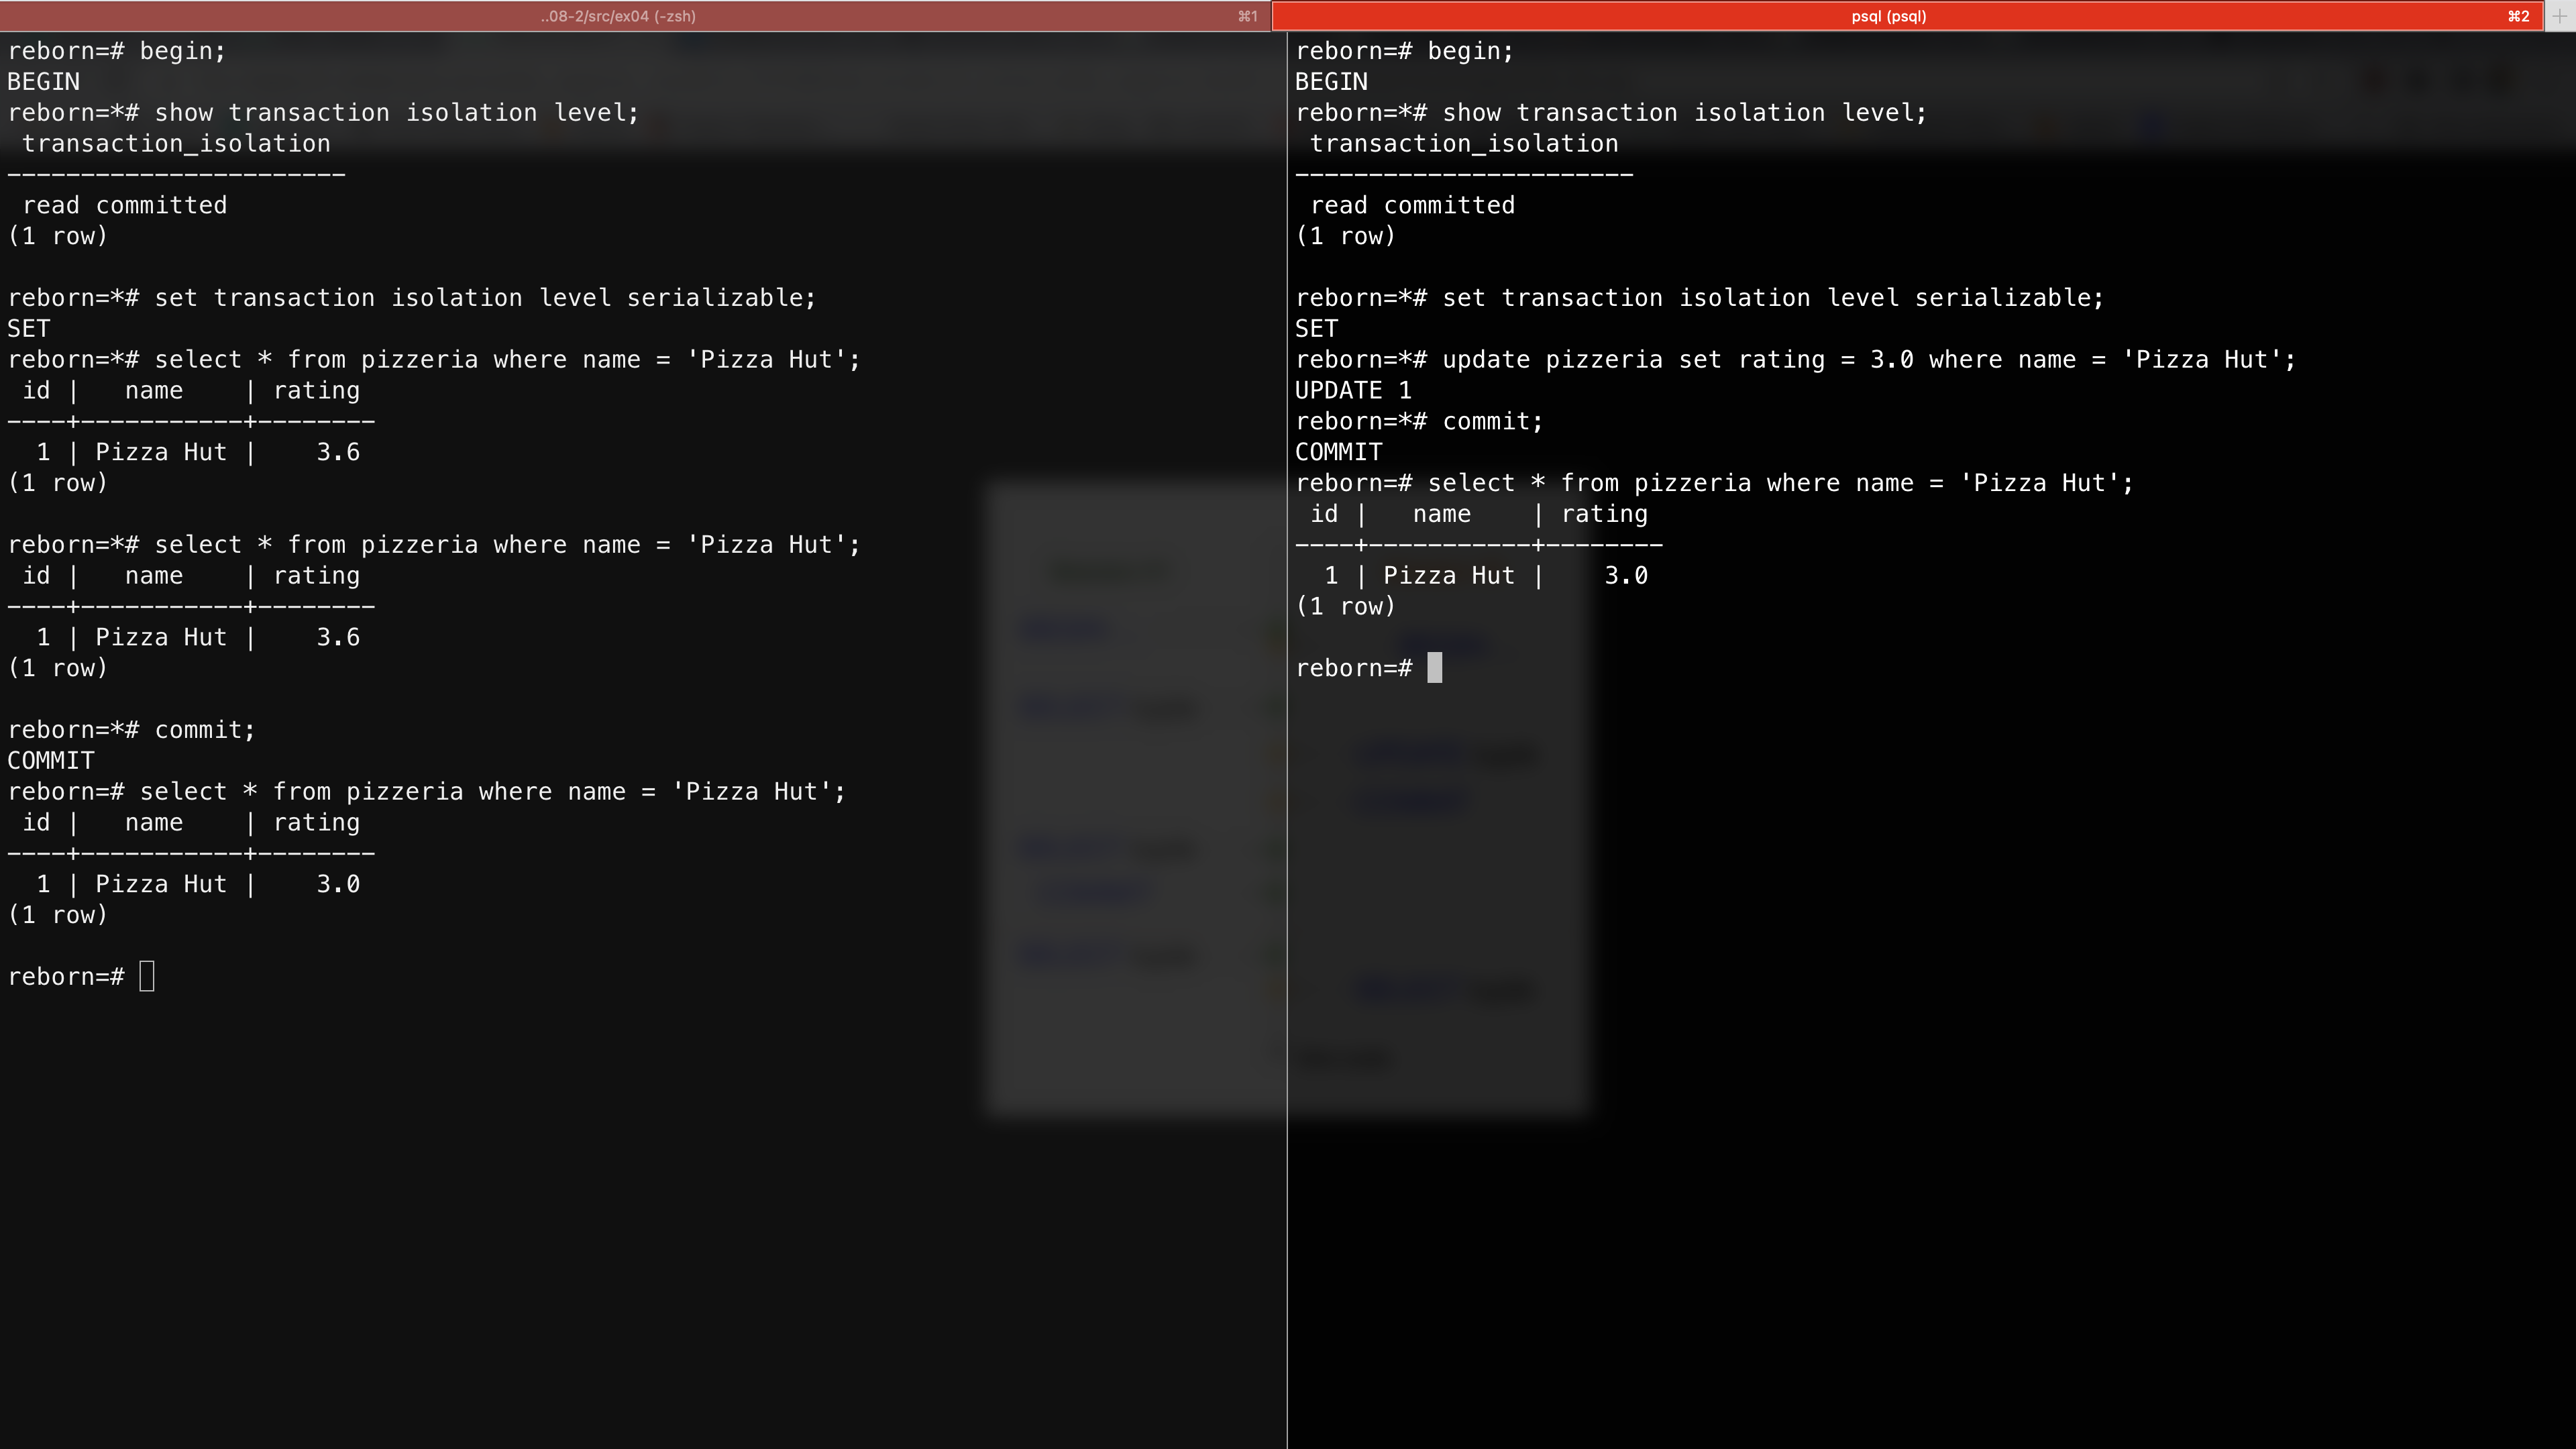 ..08-2/src/ex04 (-zsh) ⌘1
reborn=# begin;
BEGIN
reborn=*# show transaction isolation level;
 transaction_isolation
-----------------------
 read committed
(1 row)
reborn=*# set transaction isolation level serializable;
SET
reborn=*# select * from pizzeria where name = 'Pizza Hut';
 id |   name    | rating
----+-----------+--------
  1 | Pizza Hut |    3.6
(1 row)
reborn=*# select * from pizzeria where name = 'Pizza Hut';
 id |   name    | rating
----+-----------+--------
  1 | Pizza Hut |    3.6
(1 row)
reborn=*# commit;
COMMIT
reborn=# select * from pizzeria where name = 'Pizza Hut';
 id |   name    | rating
----+-----------+--------
  1 | Pizza Hut |    3.0
(1 row)
reborn=#
psql (psql) ⌘2
reborn=# begin;
BEGIN
reborn=*# show transaction isolation level;
 transaction_isolation
-----------------------
 read committed
(1 row)
reborn=*# set transaction isolation level serializable;
SET
reborn=*# update pizzeria set rating = 3.0 where name = 'Pizza Hut';
UPDATE 1
reborn=*# commit;
COMMIT
reborn=# select * from pizzeria where name = 'Pizza Hut';
 id |   name    | rating
----+-----------+--------
  1 | Pizza Hut |    3.0
(1 row)
reborn=#